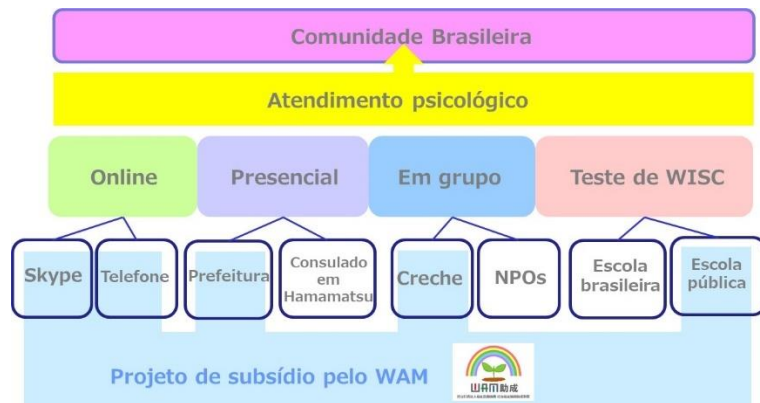 Comunidade Brasileira
Atendimento psicológico
Online
Presencial
Em grupo
Teste de WISC
Skype
Telefone
Prefeitura
Consulado
em
Hamamatsu
Creche
NPOs
Escola
brasileira
Escola
pública
Projeto de subsídio pelo WAM
WAM助成